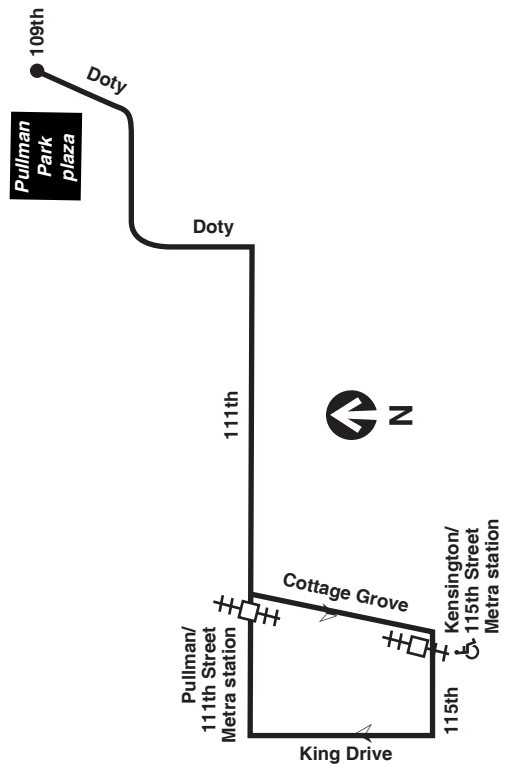 109th
Doty
Pullman
Park
plaza
Doty
111th
N
Cottage Grove
Kensington/
115th Street
Metra station
Pullman/
111th Street
Metra station
115th
King Drive